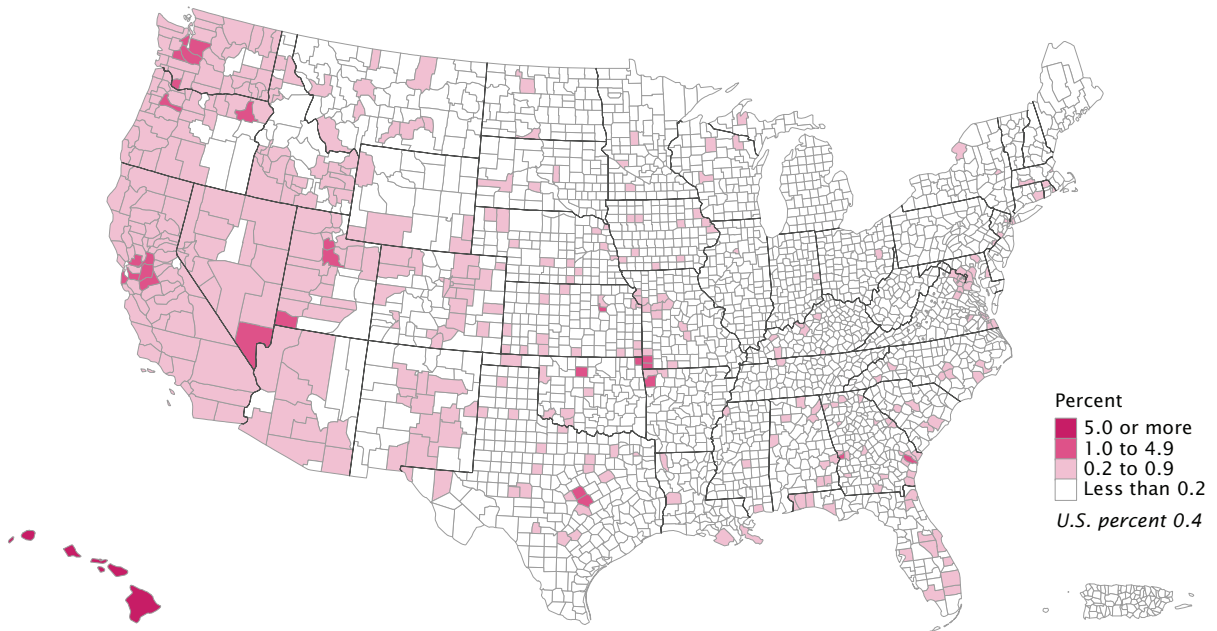 Percent
5.0 or more
1.0 to 4.9
0.2 to 0.9
Less than 0.2
U.S. percent 0.4